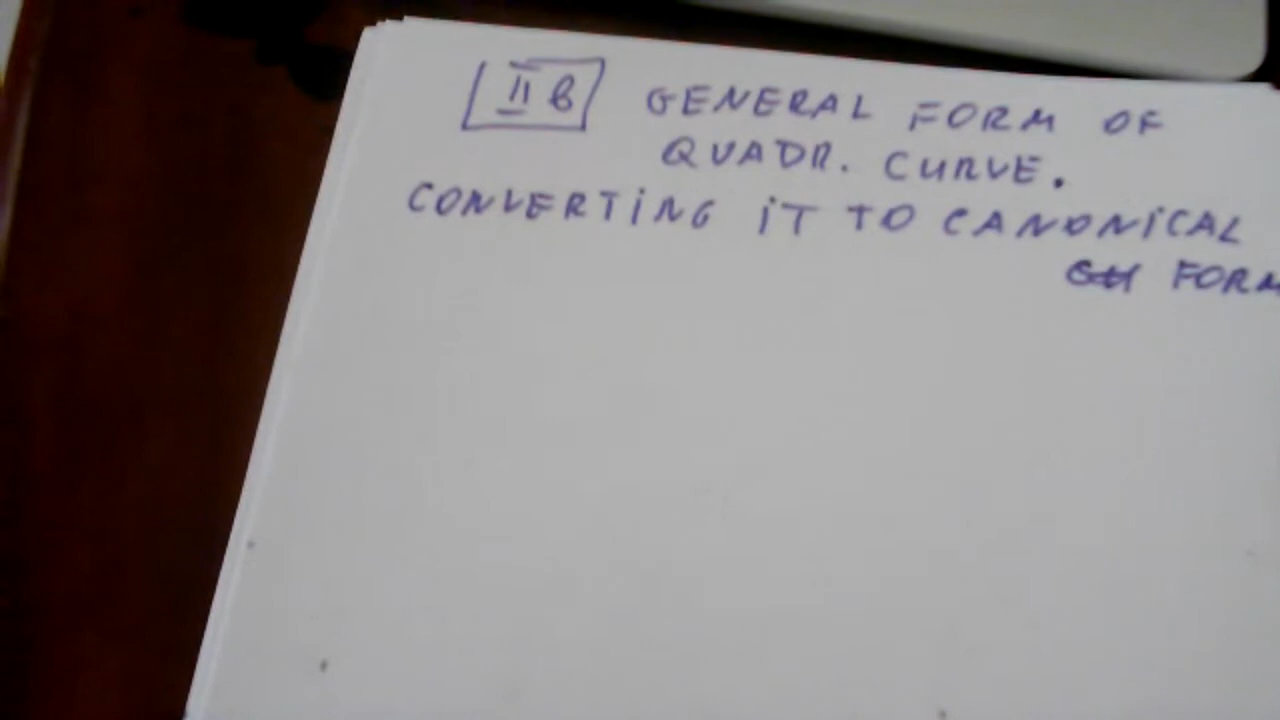 II B GENERAL FORM OF
QUADR. CURVE.
CONVERTING IT TO CANONICAL
FORM